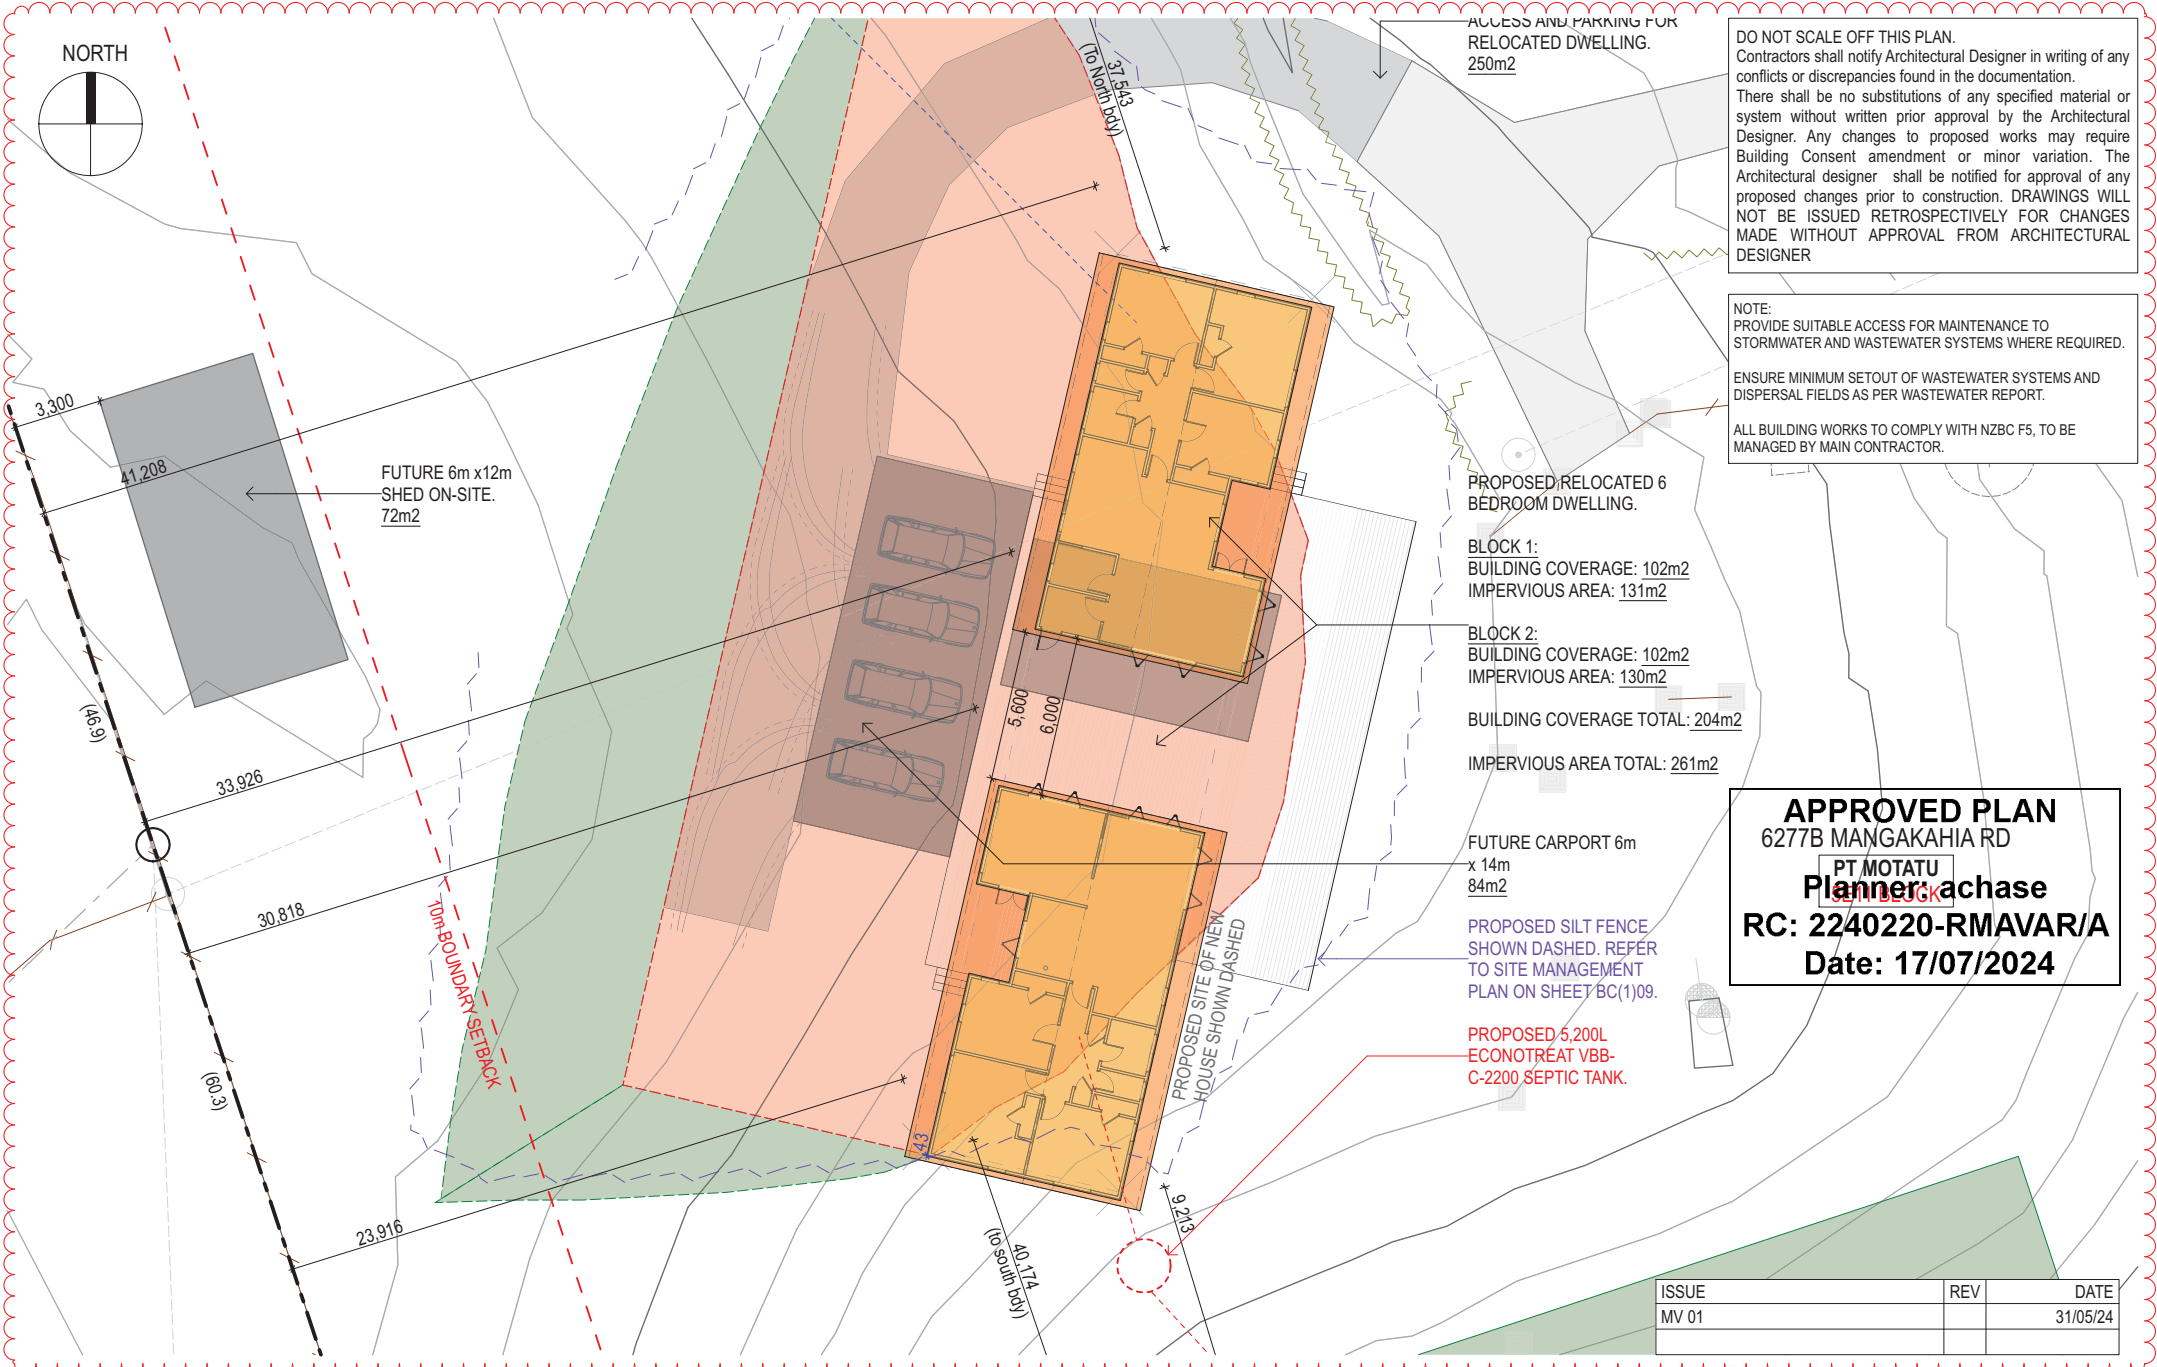 NORTH
ACCESS AND PARKING FOR
RELOCATED DWELLING.
250m2
DO NOT SCALE OFF THIS PLAN.
Contractors shall notify Architectural Designer in writing of any
conflicts or discrepancies found in the documentation.
There shall be no substitutions of any specified material or
system without written prior approval by the Architectural
Designer. Any changes to proposed works may require
Building Consent amendment or minor variation. The
Architectural designer shall be notified for approval of any
proposed changes prior to construction. DRAWINGS WILL
NOT BE ISSUED RETROSPECTIVELY FOR CHANGES
MADE WITHOUT APPROVAL FROM ARCHITECTURAL
DESIGNER
NOTE:
PROVIDE SUITABLE ACCESS FOR MAINTENANCE TO
STORMWATER AND WASTEWATER SYSTEMS WHERE REQUIRED.
ENSURE MINIMUM SETOUT OF WASTEWATER SYSTEMS AND
DISPERSAL FIELDS AS PER WASTEWATER REPORT.
ALL BUILDING WORKS TO COMPLY WITH NZBC F5, TO BE
MANAGED BY MAIN CONTRACTOR.
37,543
(To North bdy)
3,300
41,208
FUTURE 6m x12m
SHED ON-SITE.
72m2
PROPOSED RELOCATED 6
BEDROOM DWELLING.
BLOCK 1:
BUILDING COVERAGE: 102m2
IMPERVIOUS AREA: 131m2
BLOCK 2:
BUILDING COVERAGE: 102m2
IMPERVIOUS AREA: 130m2
BUILDING COVERAGE TOTAL: 204m2
IMPERVIOUS AREA TOTAL: 261m2
5,600
6,000
(46.9)
33,926
30,818
FUTURE CARPORT 6m
x 14m
84m2
APPROVED PLAN
6277B MANGAKAHIA RD
PT MOTATU
Planner: achase
RC: 2240220-RMAVAR/A
Date: 17/07/2024
PROPOSED SILT FENCE
SHOWN DASHED. REFER
TO SITE MANAGEMENT
PLAN ON SHEET BC(1)09.
PROPOSED 5,200L
ECONOTREAT VBB-
C-2200 SEPTIC TANK.
10m BOUNDARY SETBACK
PROPOSED SITE OF NEW
HOUSE SHOWN DASHED
(60.3)
43
23,916
40,174
(to south bdy)
9,213
ISSUE REV DATE
MV 01 31/05/24